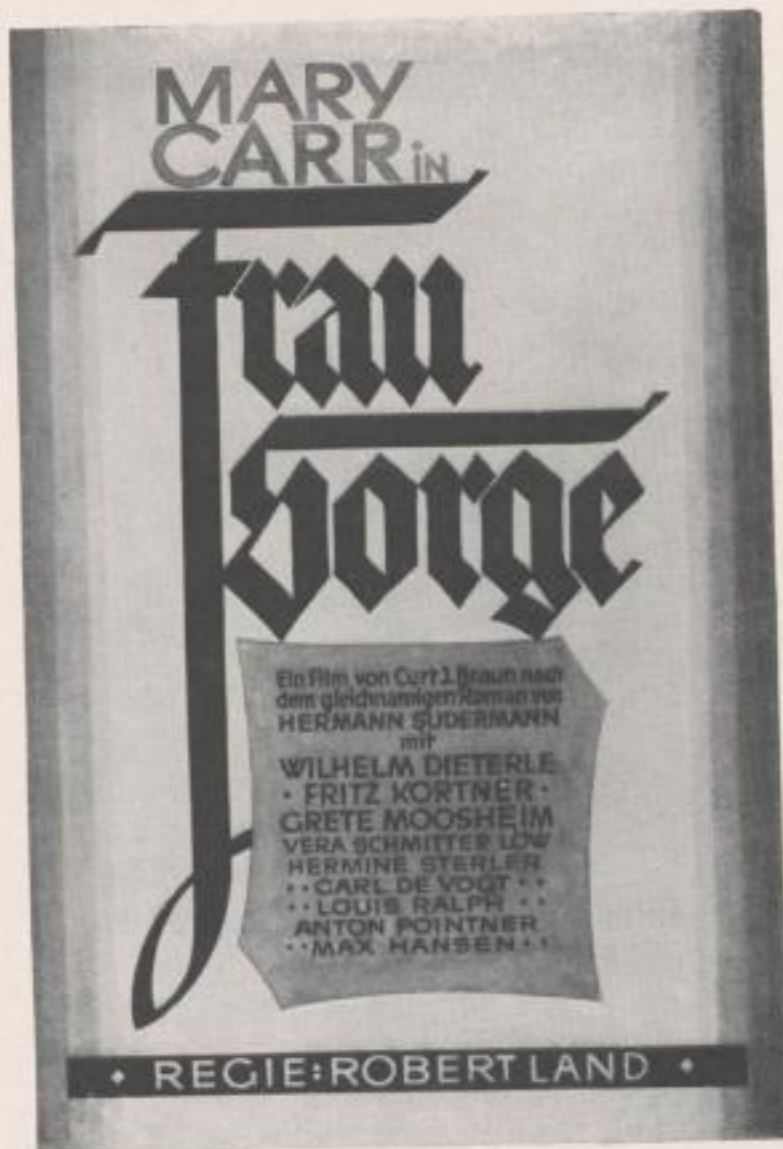 MARY
CARR in
Frau
Sorge
Ein Film von Curt J. Braun nach
dem gleichnamigen Roman von
HERMANN SUDERMANN
mit
WILHELM DIETERLE
• FRITZ KORTNER •
GRETE MOOSHEIM
VERA SCHMITTERLÖW
HERMINE STERLER
• • CARL DE VOGT • •
• • LOUIS RALPH • •
ANTON POINTNER
• • MAX HANSEN • •
• REGIE: ROBERT LAND •